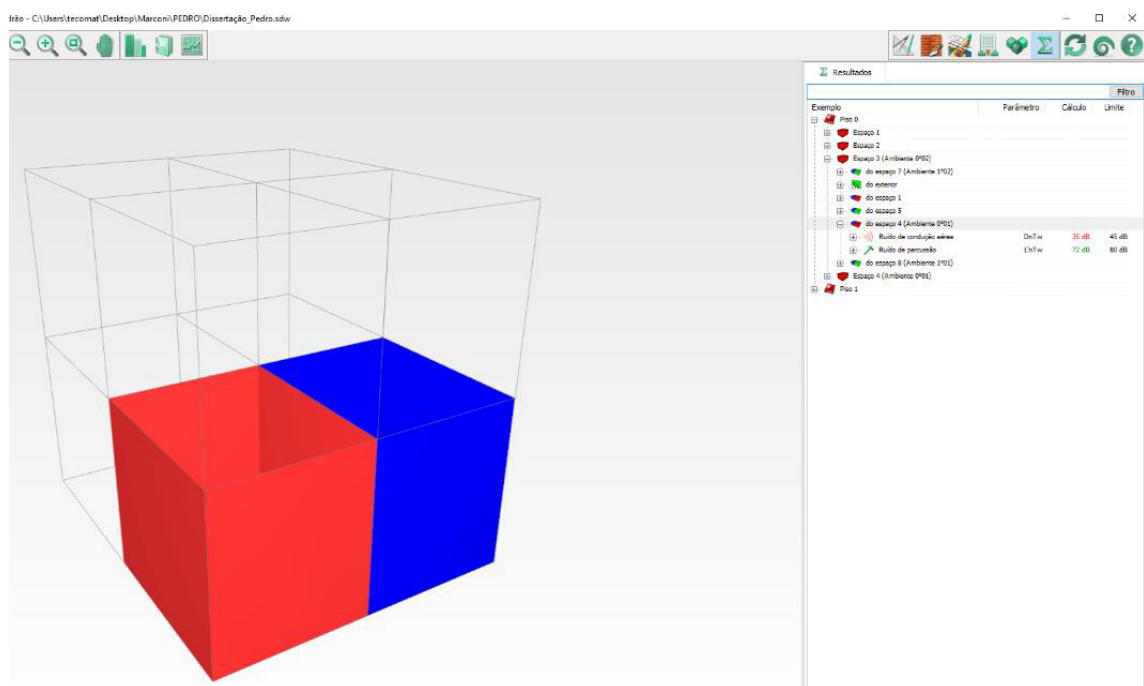 drão - C:\Users\tecomat\Desktop\Marconi\PEDRO\Dissertação_Pedro.sdw
Resultados
Filtro
Exemplo Parâmetro Cálculo Limite
Piso 0
Espaço 1
Espaço 2
Espaço 3 (Ambiente 0º02)
do espaço 7 (Ambiente 1º02)
do exterior
do espaço 1
do espaço 5
do espaço 4 (Ambiente 0º01)
Ruído de condução aérea DnTw 35 dB 45 dB
Ruído de percussão L'nTw 72 dB 80 dB
do espaço 8 (Ambiente 1º01)
Espaço 4 (Ambiente 0º01)
Piso 1